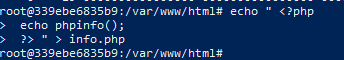 root@339ebe6835b9:/var/www/html# echo " <?php
>  echo phpinfo();
>  ?> " > info.php
root@339ebe6835b9:/var/www/html#